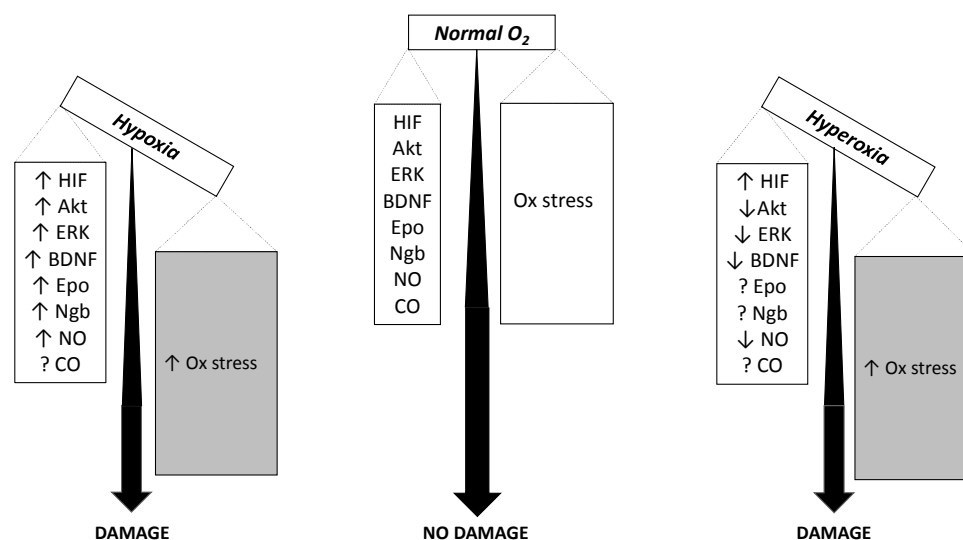 Hypoxia
↑ HIF
↑ Akt
↑ ERK
↑ BDNF
↑ Epo
↑ Ngb
↑ NO
? CO
↑ Ox stress
DAMAGE
Normal O₂
HIF
Akt
ERK
BDNF
Epo
Ngb
NO
CO
Ox stress
NO DAMAGE
Hyperoxia
↑ HIF
↓Akt
↓ ERK
↓ BDNF
? Epo
? Ngb
↓ NO
? CO
↑ Ox stress
DAMAGE